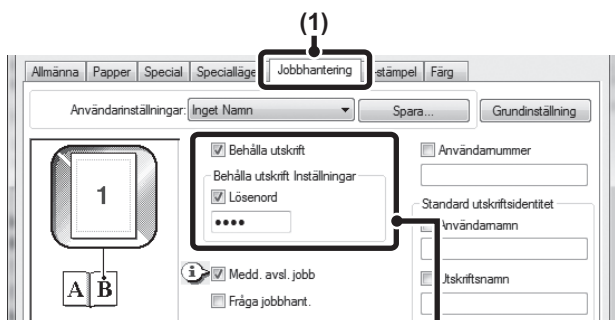 (1)
Allmänna Papper Special Specialläge Jobbhantering -stämpel Färg
Användarinställningar: Inget Namn Spara... Grundinställning
Behålla utskrift
Användarnummer
Behålla utskrift Inställningar
Lösenord
Standard utskriftsidentitet
Användarnamn
1
Medd. avsl. jobb
Utskriftsnamn
Fråga jobbhant.
A B